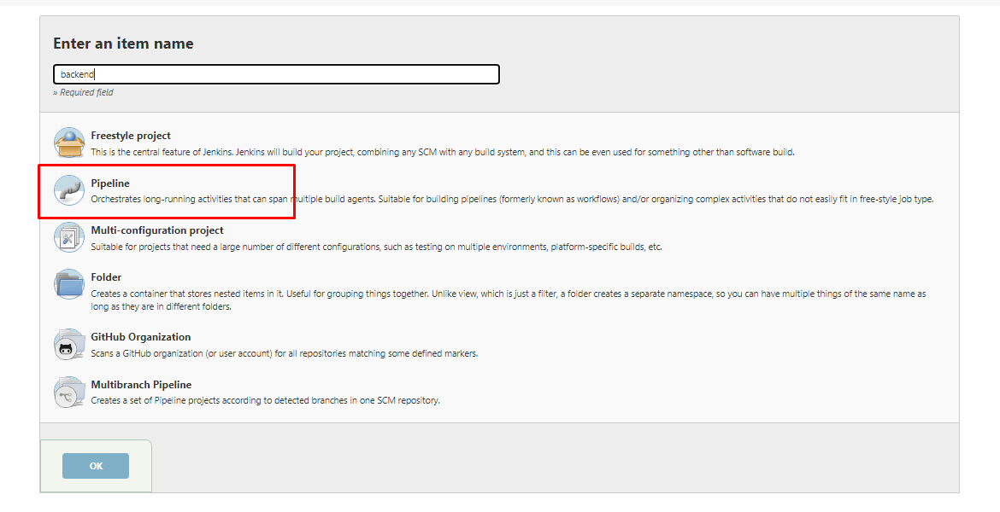 Enter an item name
backend
» Required field
Freestyle project
This is the central feature of Jenkins. Jenkins will build your project, combining any SCM with any build system, and this can be even used for something other than software build.
Pipeline
Orchestrates long-running activities that can span multiple build agents. Suitable for building pipelines (formerly known as workflows) and/or organizing complex activities that do not easily fit in free-style job type.
Multi-configuration project
Suitable for projects that need a large number of different configurations, such as testing on multiple environments, platform-specific builds, etc.
Folder
Creates a container that stores nested items in it. Useful for grouping things together. Unlike view, which is just a filter, a folder creates a separate namespace, so you can have multiple things of the same name as
long as they are in different folders.
GitHub Organization
Scans a GitHub organization (or user account) for all repositories matching some defined markers.
Multibranch Pipeline
Creates a set of Pipeline projects according to detected branches in one SCM repository.
OK